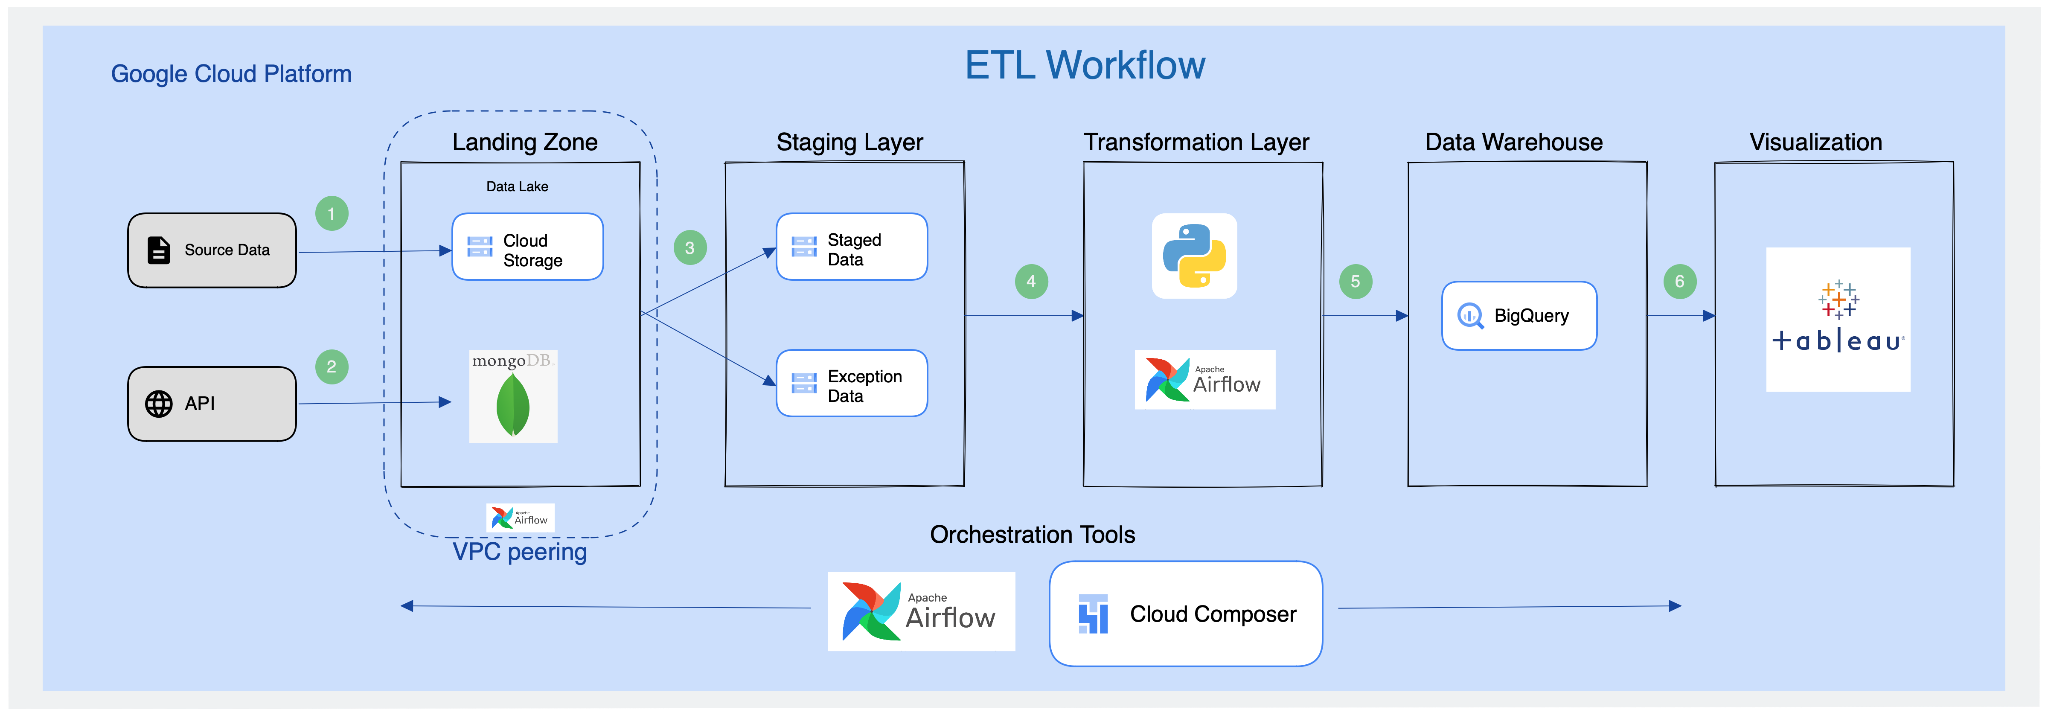 ETL Workflow
Google Cloud Platform
Landing Zone
Staging Layer
Transformation Layer
Data Warehouse
Visualization
Data Lake
1
Source Data
Cloud
Storage
3
Staged
Data
4
5
BigQuery
6
+ableau
2
API
mongoDB
Exception
Data
Apache
Airflow
Apache
Airflow
VPC peering
Orchestration Tools
Apache
Airflow
Cloud Composer